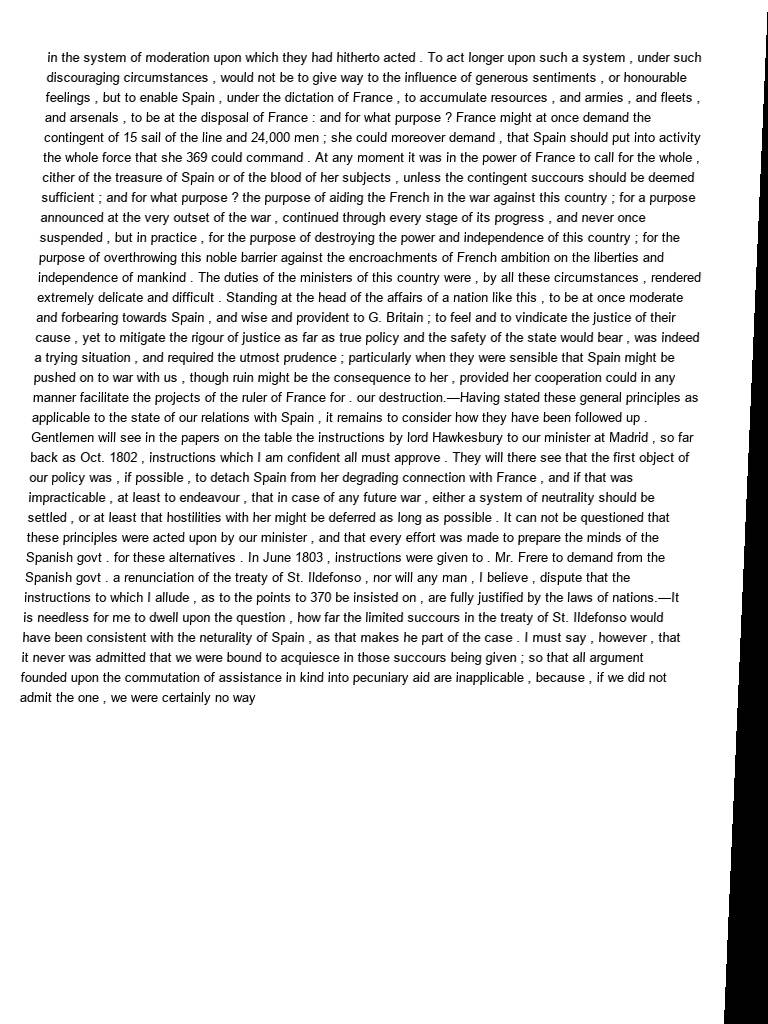 in the system of moderation upon which they had hitherto acted . To act longer upon such a system , under such
discouraging circumstances , would not be to give way to the influence of generous sentiments , or honourable
feelings , but to enable Spain , under the dictation of France , to accumulate resources , and armies , and fleets ,
and arsenals , to be at the disposal of France : and for what purpose ? France might at once demand the
contingent of 15 sail of the line and 24,000 men ; she could moreover demand , that Spain should put into activity
the whole force that she 369 could command . At any moment it was in the power of France to call for the whole ,
cither of the treasure of Spain or of the blood of her subjects , unless the contingent succours should be deemed
sufficient ; and for what purpose ? the purpose of aiding the French in the war against this country ; for a purpose
announced at the very outset of the war , continued through every stage of its progress , and never once
suspended , but in practice , for the purpose of destroying the power and independence of this country ; for the
purpose of overthrowing this noble barrier against the encroachments of French ambition on the liberties and
independence of mankind . The duties of the ministers of this country were , by all these circumstances , rendered
extremely delicate and difficult . Standing at the head of the affairs of a nation like this , to be at once moderate
and forbearing towards Spain , and wise and provident to G. Britain ; to feel and to vindicate the justice of their
cause , yet to mitigate the rigour of justice as far as true policy and the safety of the state would bear , was indeed
a trying situation , and required the utmost prudence ; particularly when they were sensible that Spain might be
pushed on to war with us , though ruin might be the consequence to her , provided her cooperation could in any
manner facilitate the projects of the ruler of France for . our destruction.—Having stated these general principles as
applicable to the state of our relations with Spain , it remains to consider how they have been followed up .
Gentlemen will see in the papers on the table the instructions by lord Hawkesbury to our minister at Madrid , so far
back as Oct. 1802 , instructions which I am confident all must approve . They will there see that the first object of
our policy was , if possible , to detach Spain from her degrading connection with France , and if that was
impracticable , at least to endeavour , that in case of any future war , either a system of neutrality should be
settled , or at least that hostilities with her might be deferred as long as possible . It can not be questioned that
these principles were acted upon by our minister , and that every effort was made to prepare the minds of the
Spanish govt . for these alternatives . In June 1803 , instructions were given to . Mr. Frere to demand from the
Spanish govt . a renunciation of the treaty of St. Ildefonso , nor will any man , I believe , dispute that the
instructions to which I allude , as to the points to 370 be insisted on , are fully justified by the laws of nations.—It
is needless for me to dwell upon the question , how far the limited succours in the treaty of St. Ildefonso would
have been consistent with the neturality of Spain , as that makes he part of the case . I must say , however , that
it never was admitted that we were bound to acquiesce in those succours being given ; so that all argument
founded upon the commutation of assistance in kind into pecuniary aid are inapplicable , because , if we did not
admit the one , we were certainly no way